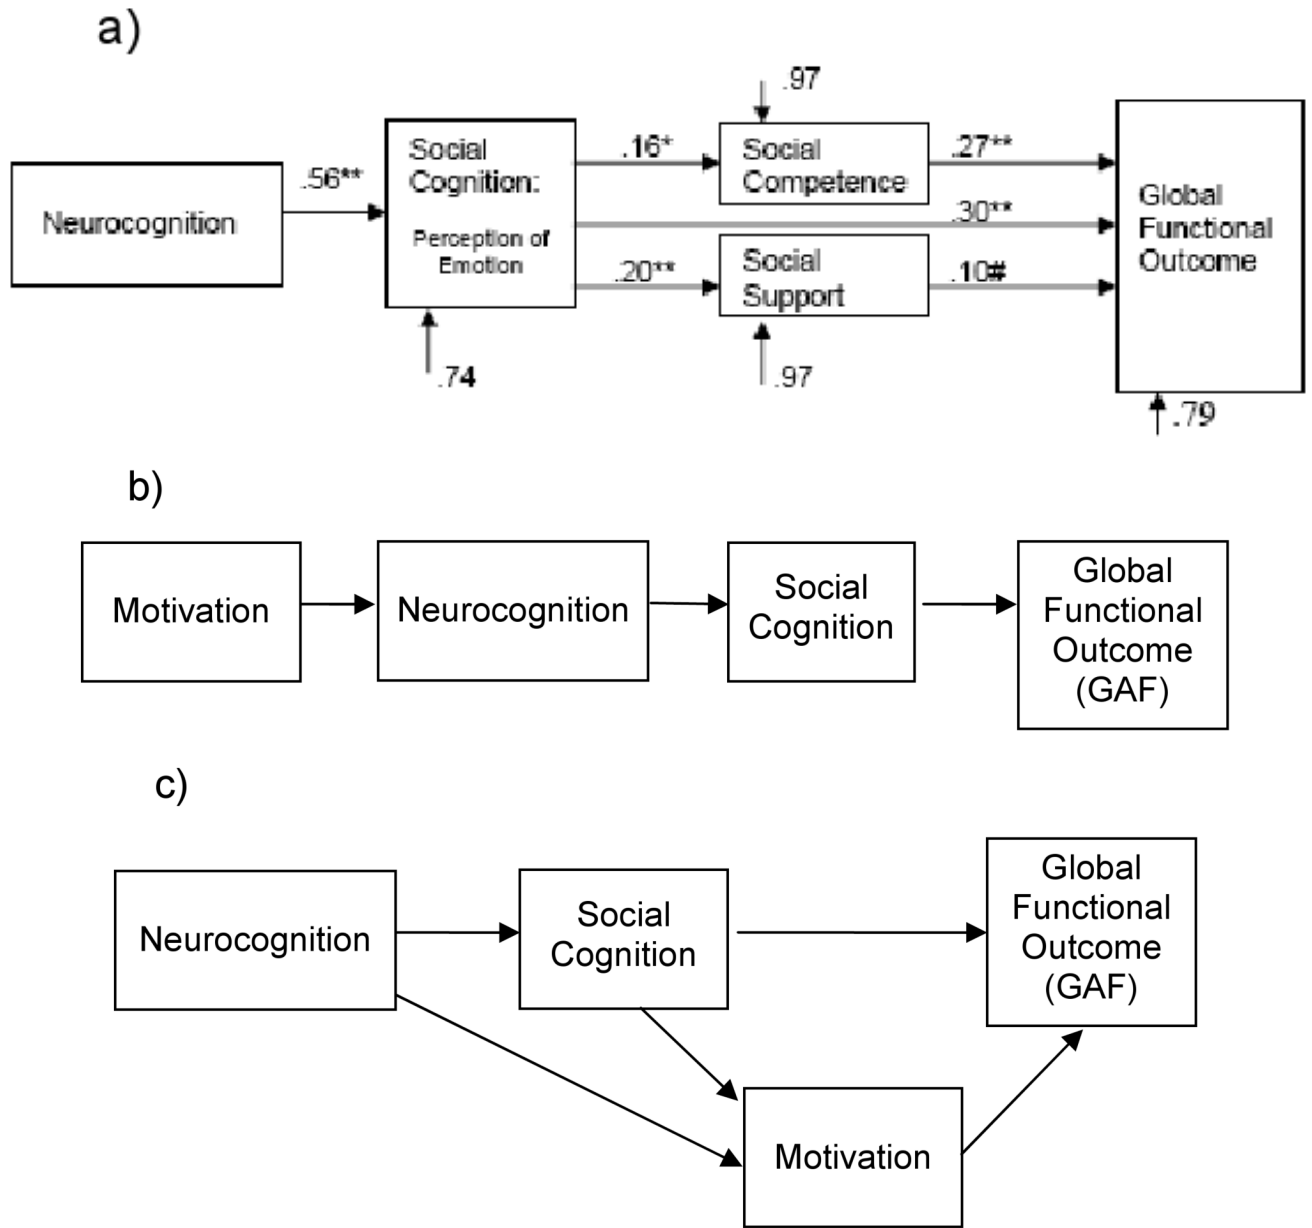 a)
.97
Neurocognition
.56**
Social
Cognition:
Perception of
Emotion
.74
.16*
Social
Competence
.27**
.30**
.20**
Social
Support
.10#
.97
Global
Functional
Outcome
.79
b)
Motivation
Neurocognition
Social
Cognition
Global
Functional
Outcome
(GAF)
c)
Neurocognition
Social
Cognition
Global
Functional
Outcome
(GAF)
Motivation